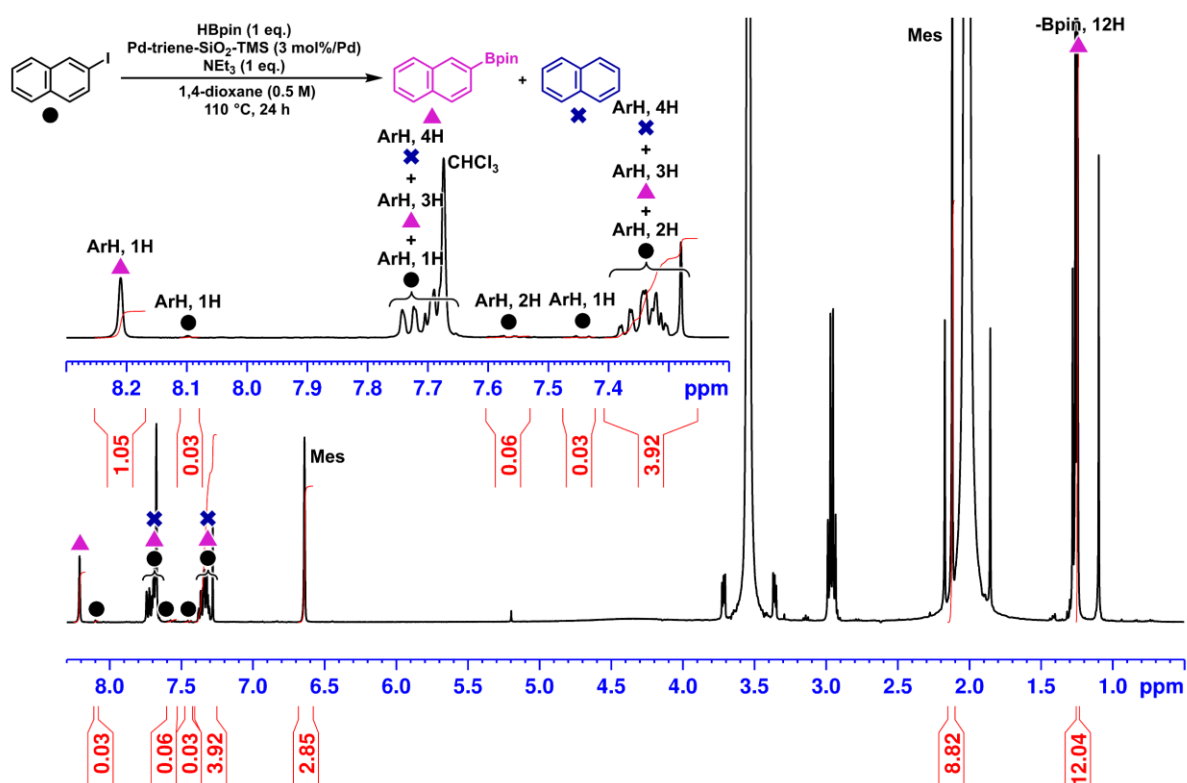 HBpin (1 eq.)
Pd-triene-SiO₂-TMS (3 mol%/Pd)
NEt₃ (1 eq.)
1,4-dioxane (0.5 M)
110 °C, 24 h
I
Bpin
+
Mes
-Bpin, 12H
ArH, 4H
+
ArH, 3H
+
ArH, 1H
CHCl₃
ArH, 4H
+
ArH, 3H
+
ArH, 2H
ArH, 1H
ArH, 1H
ArH, 2H
ArH, 1H
8.2 8.1 8.0 7.9 7.8 7.7 7.6 7.5 7.4 ppm
1.05 0.03 0.06 0.03 3.92
Mes
8.0 7.5 7.0 6.5 6.0 5.5 5.0 4.5 4.0 3.5 3.0 2.5 2.0 1.5 1.0 ppm
0.03 0.06 0.03 3.92 2.85 8.82 12.04